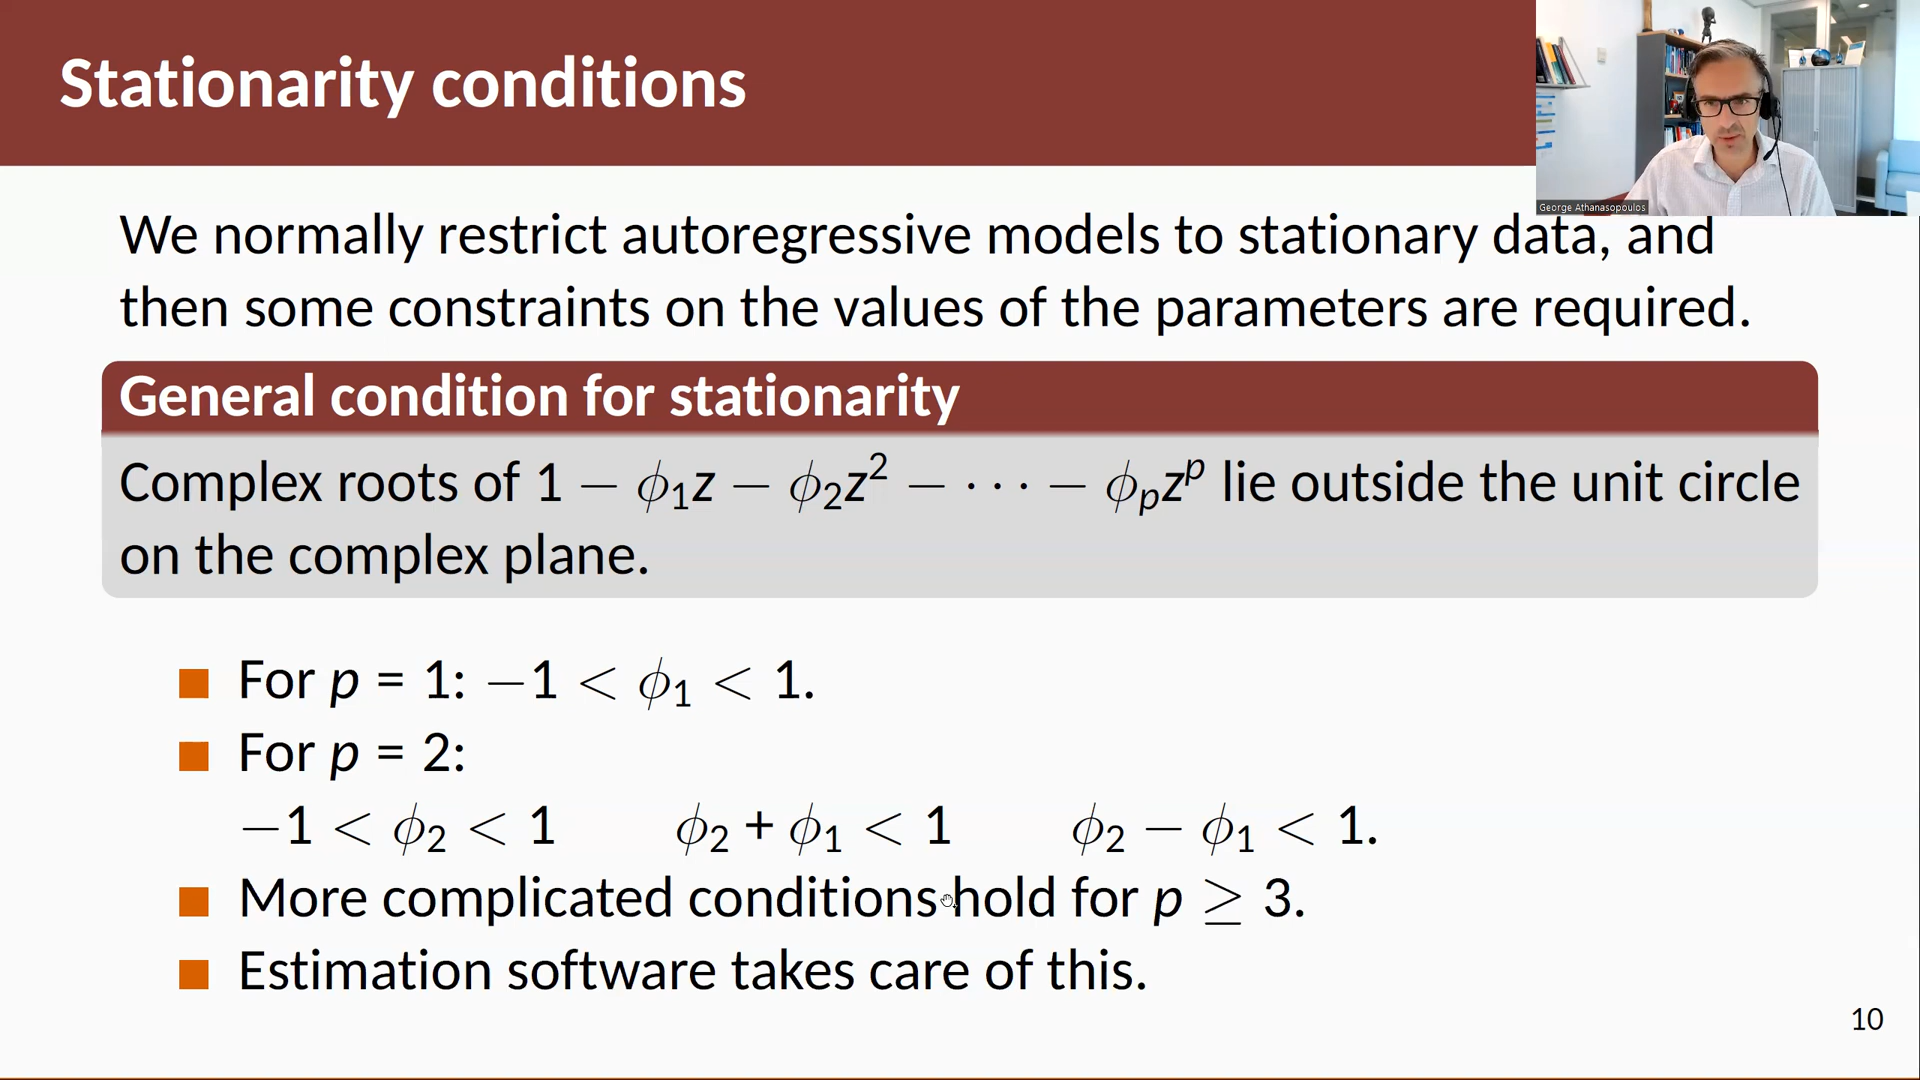 Stationarity conditions
George Athanasopoulos
We normally restrict autoregressive models to stationary data, and
then some constraints on the values of the parameters are required.
General condition for stationarity
Complex roots of 1 − ϕ₁z − ϕ₂z² − ⋯ − ϕₚzᵖ lie outside the unit circle
on the complex plane.
■ For p = 1: −1 < ϕ₁ < 1.
■ For p = 2:
−1 < ϕ₂ < 1 ϕ₂ + ϕ₁ < 1 ϕ₂ − ϕ₁ < 1.
■ More complicated conditions hold for p ≥ 3.
■ Estimation software takes care of this.
10